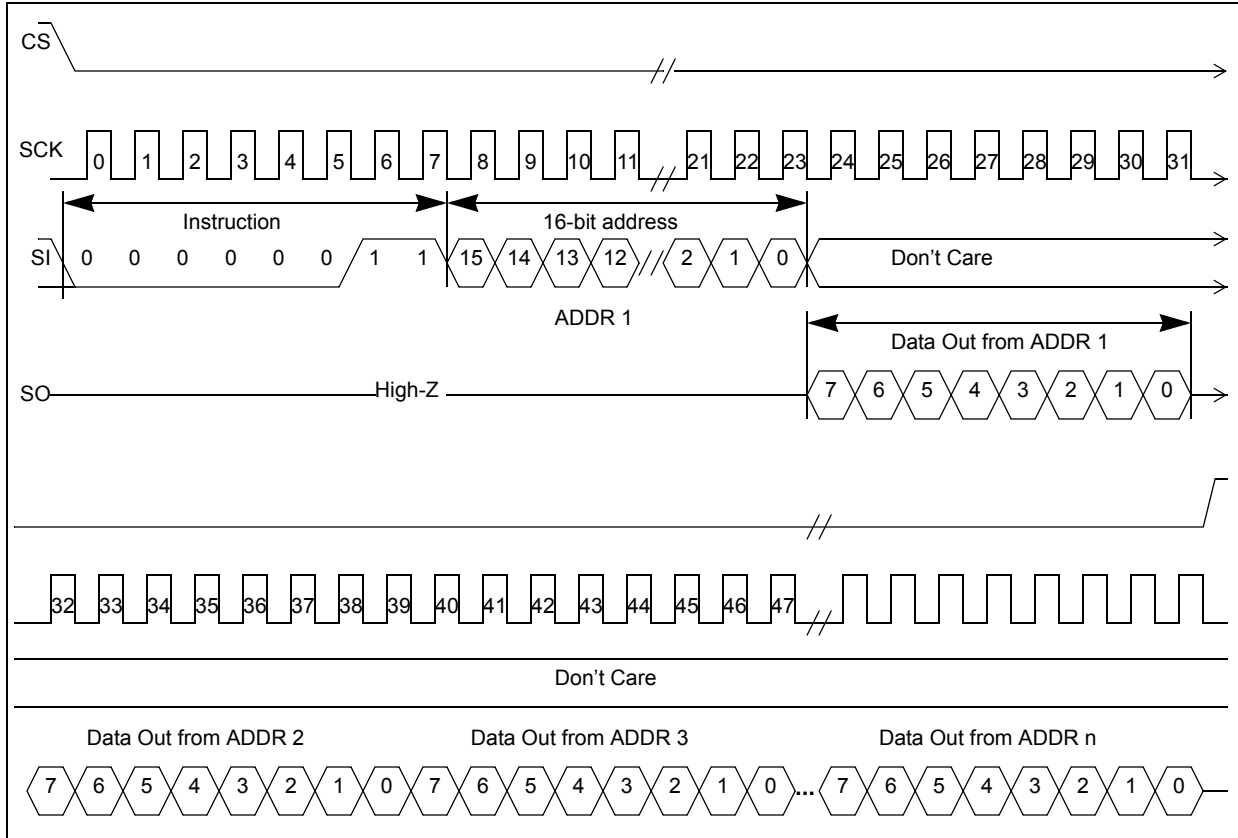 CS
SCK 0 1 2 3 4 5 6 7 8 9 10 11 21 22 23 24 25 26 27 28 29 30 31
Instruction 16-bit address
SI 0 0 0 0 0 0 1 1 15 14 13 12 2 1 0 Don't Care
ADDR 1
Data Out from ADDR 1
SO High-Z 7 6 5 4 3 2 1 0
32 33 34 35 36 37 38 39 40 41 42 43 44 45 46 47
Don't Care
Data Out from ADDR 2 Data Out from ADDR 3 Data Out from ADDR n
7 6 5 4 3 2 1 0 7 6 5 4 3 2 1 0 ... 7 6 5 4 3 2 1 0